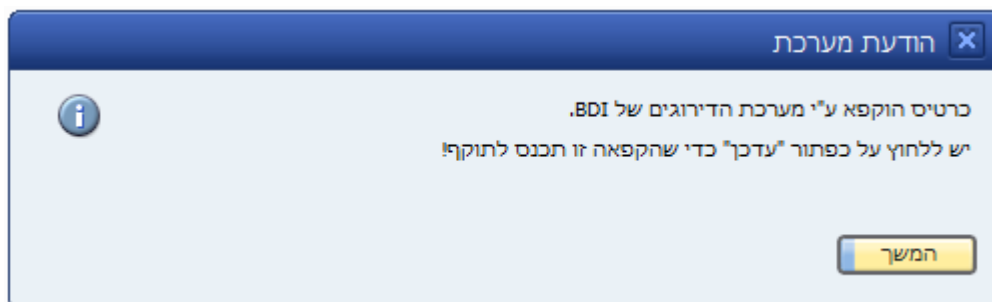 הודעת מערכת
כרטיס הוקפא ע"י מערכת הדירוגים של BDI.
יש ללחוץ על כפתור "עדכן" כדי שהקפאה זו תכנס לתוקף!
המשך